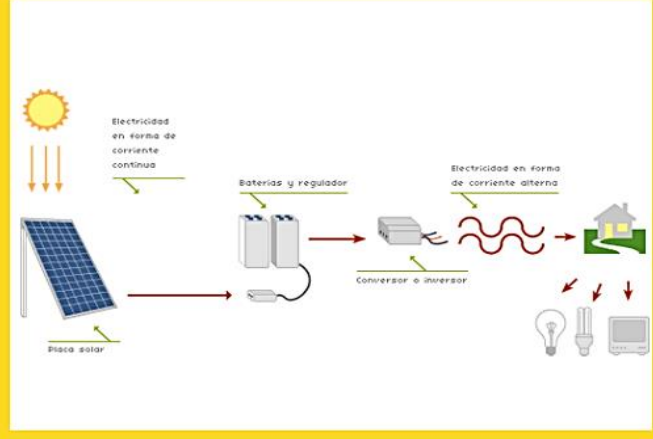 Electricidad
en forma de
corriente
continua
Baterias y regulador
Electricidad en forma
de corriente alterna
Conversor o inversor
Placa solar